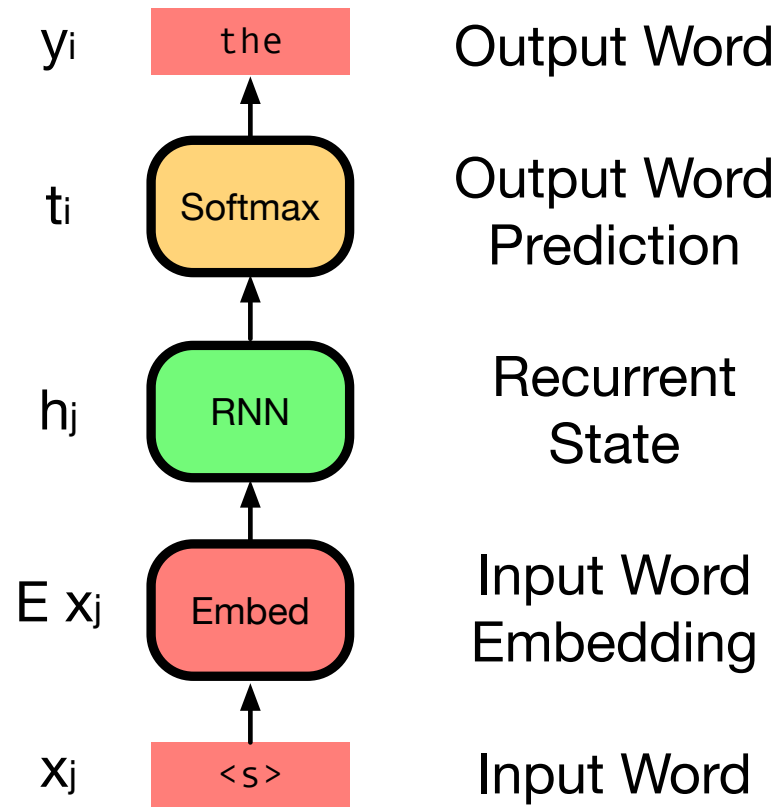 yi the Output Word
ti Softmax Output Word
Prediction
hj RNN Recurrent
State
E xj Embed Input Word
Embedding
xj <s> Input Word